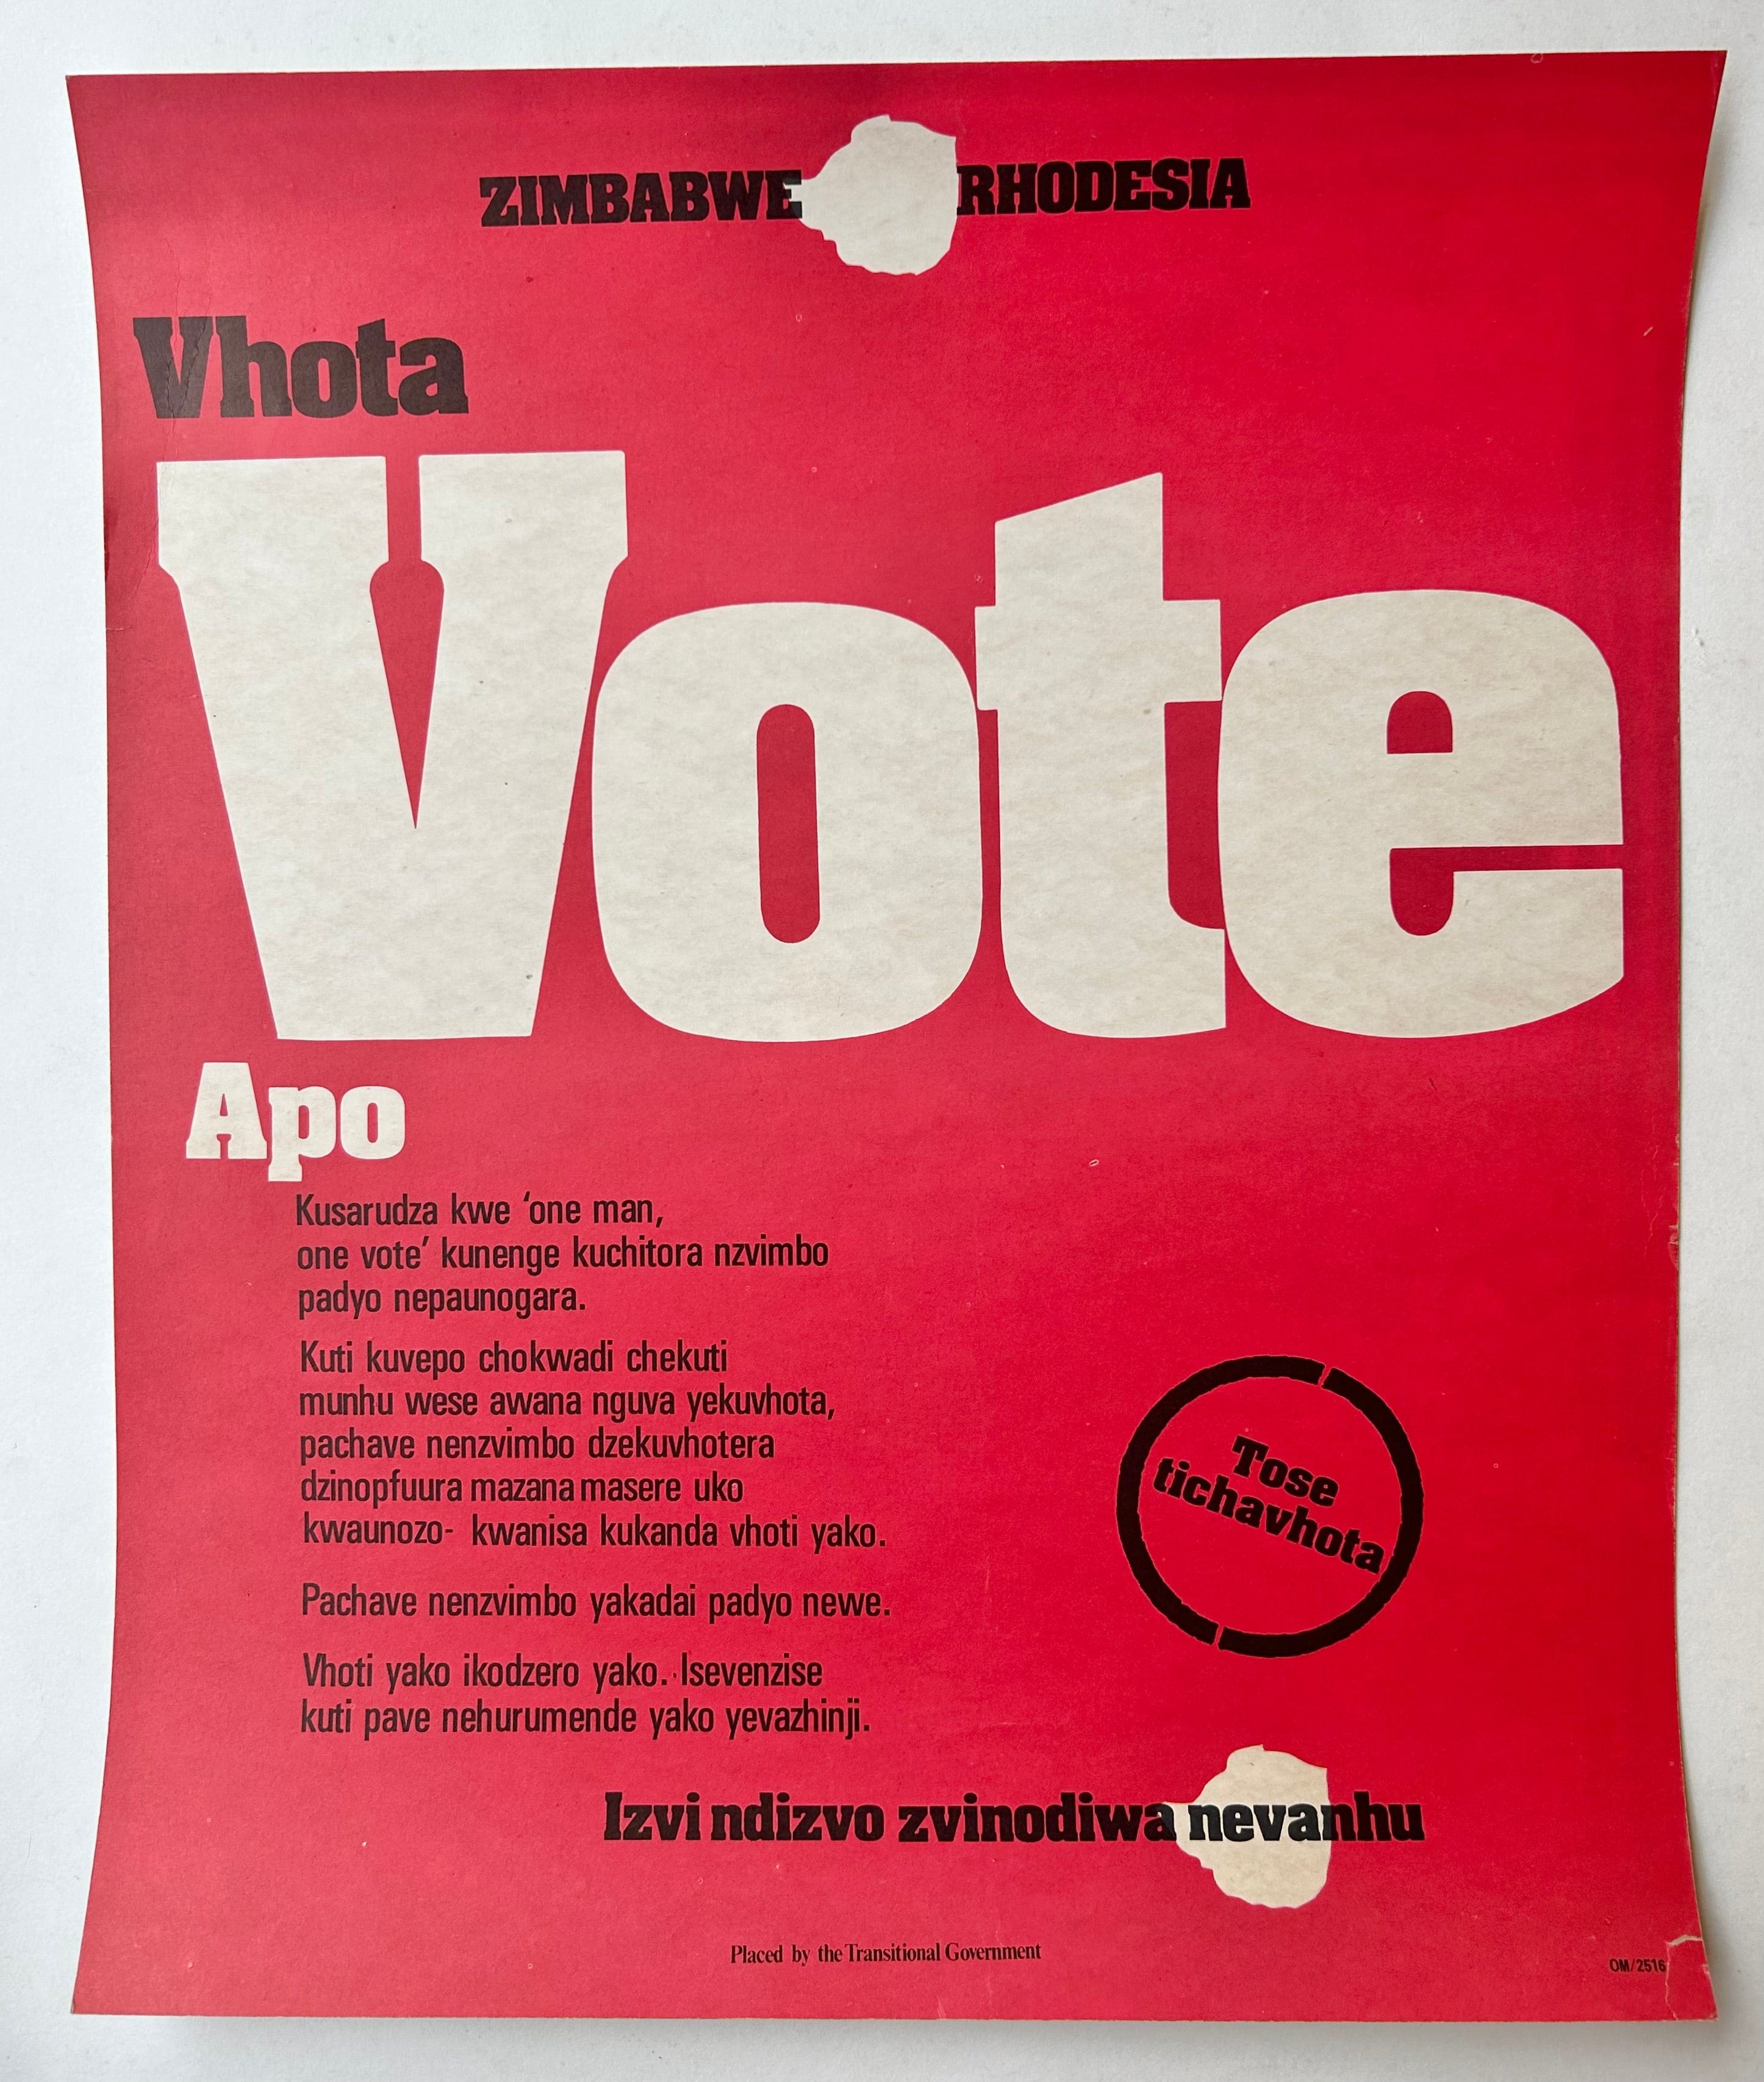 ZIMBABWE RHODESIA
Vhota
Vote
Apo
Kusarudza kwe ‘one man,
one vote’ kunenge kuchitora nzvimbo
padyo nepaunogara.
Kuti kuvepo chokwadi chekuti
munhu wese awana nguva yekuvhota,
pachave nenzvimbo dzekuvhotera
dzinopfuura mazana masere uko
kwaunozo- kwanisa kukanda vhoti yako.
Pachave nenzvimbo yakadai padyo newe.
Vhoti yako ikodzero yako. Isevenzise
kuti pave nehurumende yako yevazhinji.
Tose
tichavhota
Izvi ndizvo zvinodiwa nevanhu
Placed by the Transitional Government
OM/2516